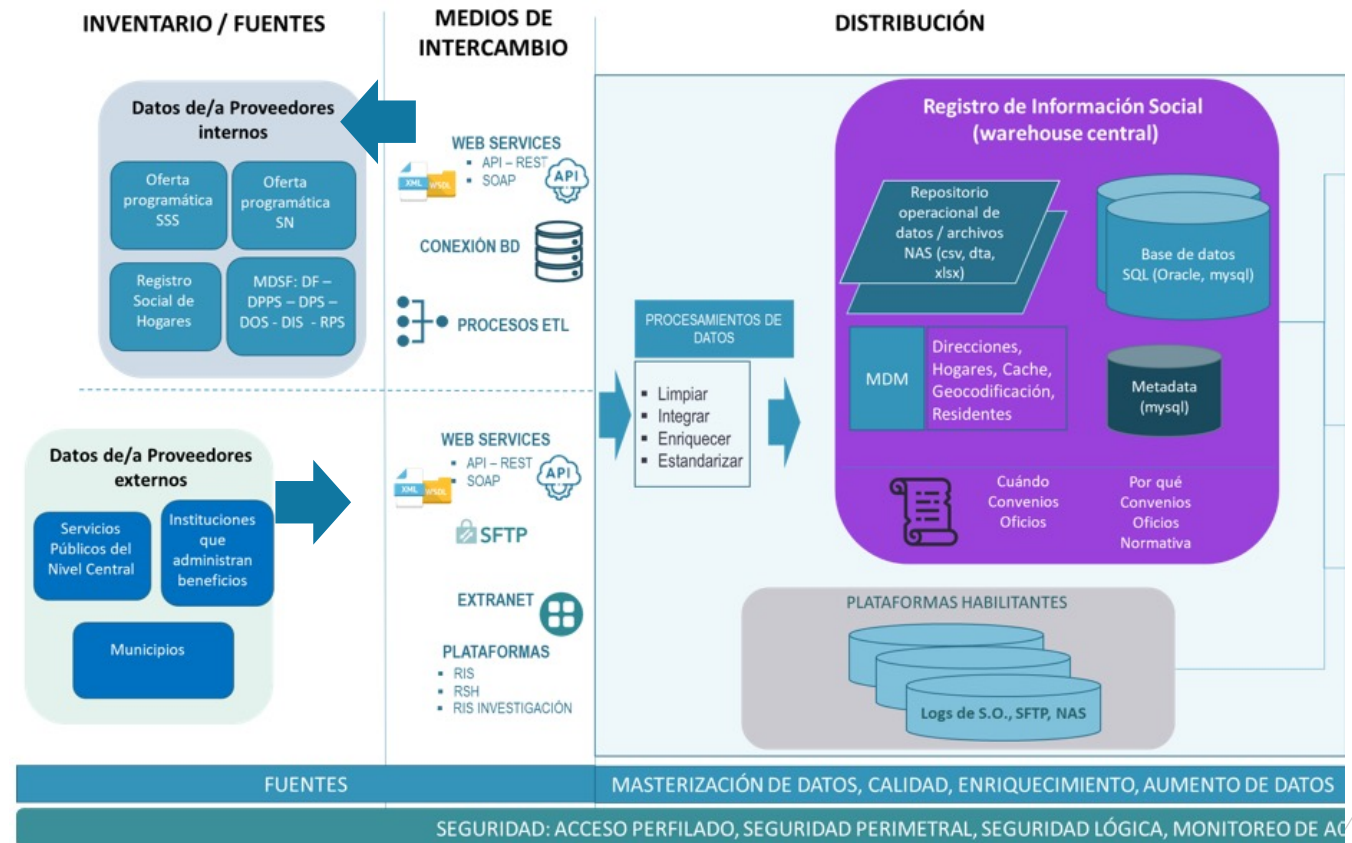 INVENTARIO / FUENTES
MEDIOS DE
INTERCAMBIO
DISTRIBUCIÓN
Datos de/a Proveedores
internos
Oferta
programática
SSS
Oferta
programática
SN
Registro
Social de
Hogares
MDSF: DF –
DPPS – DPS –
DOS - DIS - RPS
Datos de/a Proveedores
externos
Servicios
Públicos del
Nivel Central
Instituciones
que
administran
beneficios
Municipios
WEB SERVICES
▪ API – REST
▪ SOAP
XML
WSDL
API
CONEXIÓN BD
PROCESOS ETL
WEB SERVICES
▪ API – REST
▪ SOAP
XML
WSDL
API
SFTP
EXTRANET
PLATAFORMAS
▪ RIS
▪ RSH
▪ RIS INVESTIGACIÓN
PROCESAMIENTOS DE
DATOS
▪ Limpiar
▪ Integrar
▪ Enriquecer
▪ Estandarizar
Registro de Información Social
(warehouse central)
Repositorio
operacional de
datos / archivos
NAS (csv, dta,
xlsx)
Base de datos
SQL (Oracle, mysql)
MDM
Direcciones,
Hogares, Cache,
Geocodificación,
Residentes
Metadata
(mysql)
Cuándo
Convenios
Oficios
Por qué
Convenios
Oficios
Normativa
PLATAFORMAS HABILITANTES
Logs de S.O., SFTP, NAS
FUENTES
MASTERIZACIÓN DE DATOS, CALIDAD, ENRIQUECIMIENTO, AUMENTO DE DATOS
SEGURIDAD: ACCESO PERFILADO, SEGURIDAD PERIMETRAL, SEGURIDAD LÓGICA, MONITOREO DE